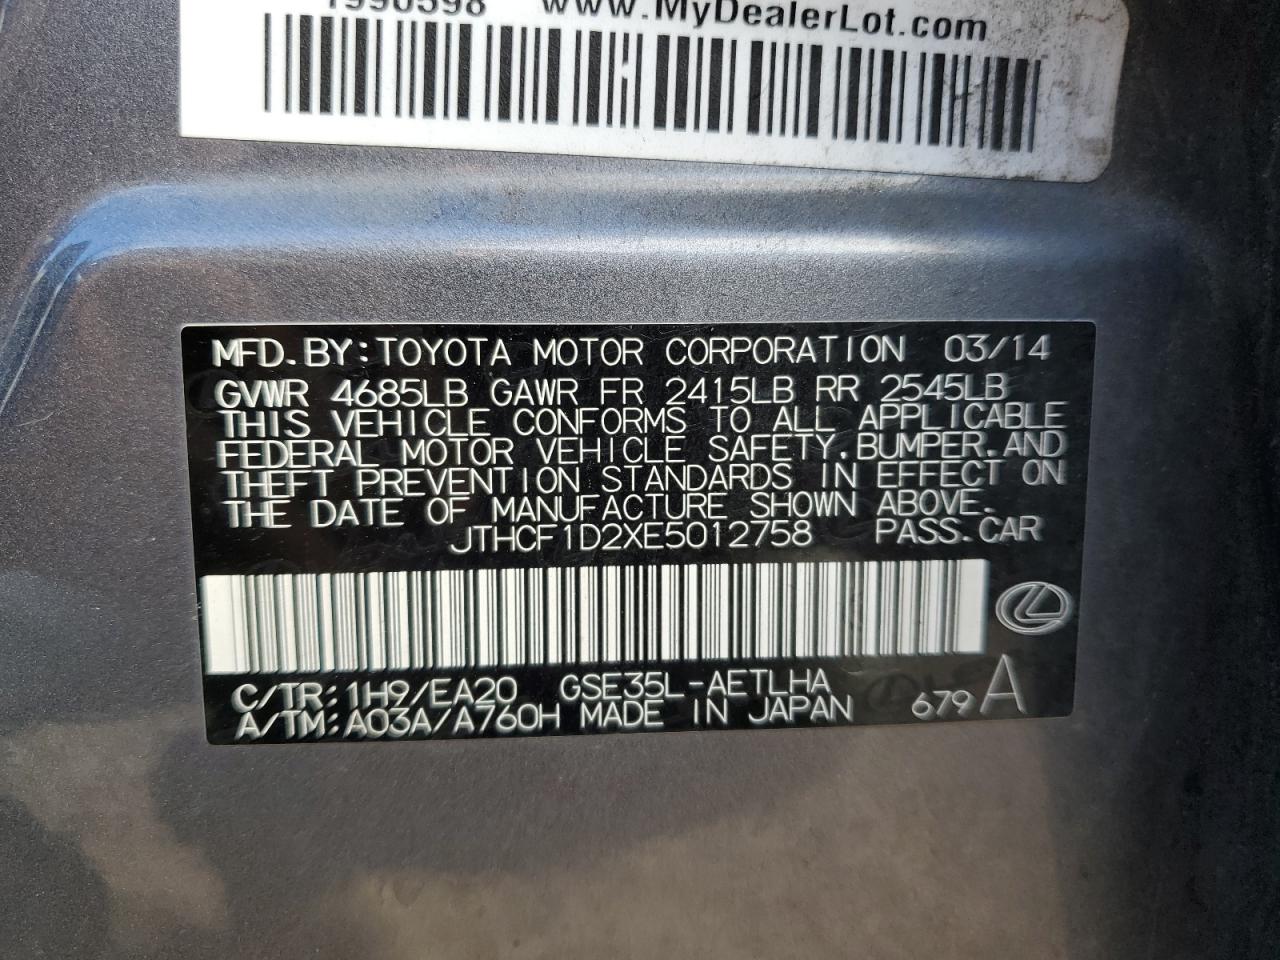 1990598 www.MyDealerLot.com
MFD.BY:TOYOTA MOTOR CORPORATION 03/14
GVWR 4685LB GAWR FR 2415LB RR 2545LB
THIS VEHICLE CONFORMS TO ALL APPLICABLE
FEDERAL MOTOR VEHICLE SAFETY,BUMPER,AND
THEFT PREVENTION STANDARDS IN EFFECT ON
THE DATE OF MANUFACTURE SHOWN ABOVE.
JTHCF1D2XE5012758 PASS.CAR
C/TR:1H9/EA20 GSE35L-AETLHA
A/TM:A03A/A760H MADE IN JAPAN 679A